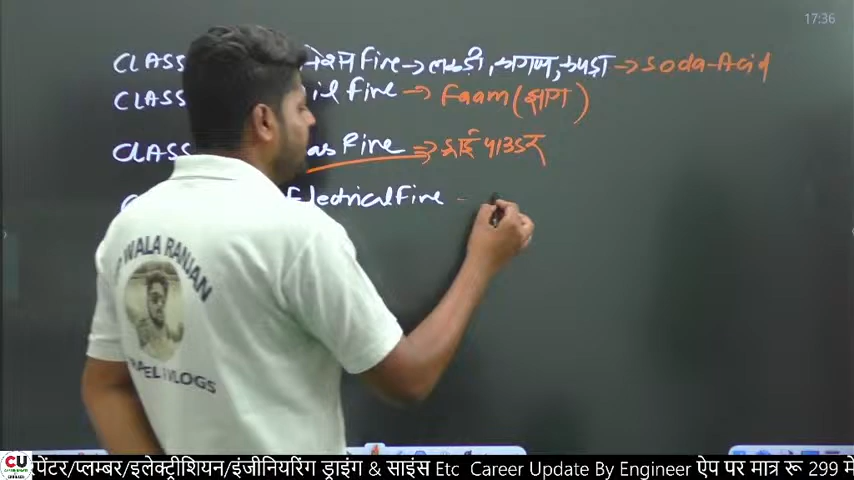 17:36
CLASS Fire → लकड़ी, कागज, कपड़ा → Soda-Acid
CLASS il fire → Foam (झाग)
CLASS as Fire → ड्राई पाउडर
C Electrical Fire -
WALA RANJAN
VLOGS
CU
पेंटर/प्लम्बर/इलेक्ट्रीशियन/इंजीनियरिंग ड्राइंग & साइंस Etc Career Update By Engineer ऐप पर मात्र रू 299 मे